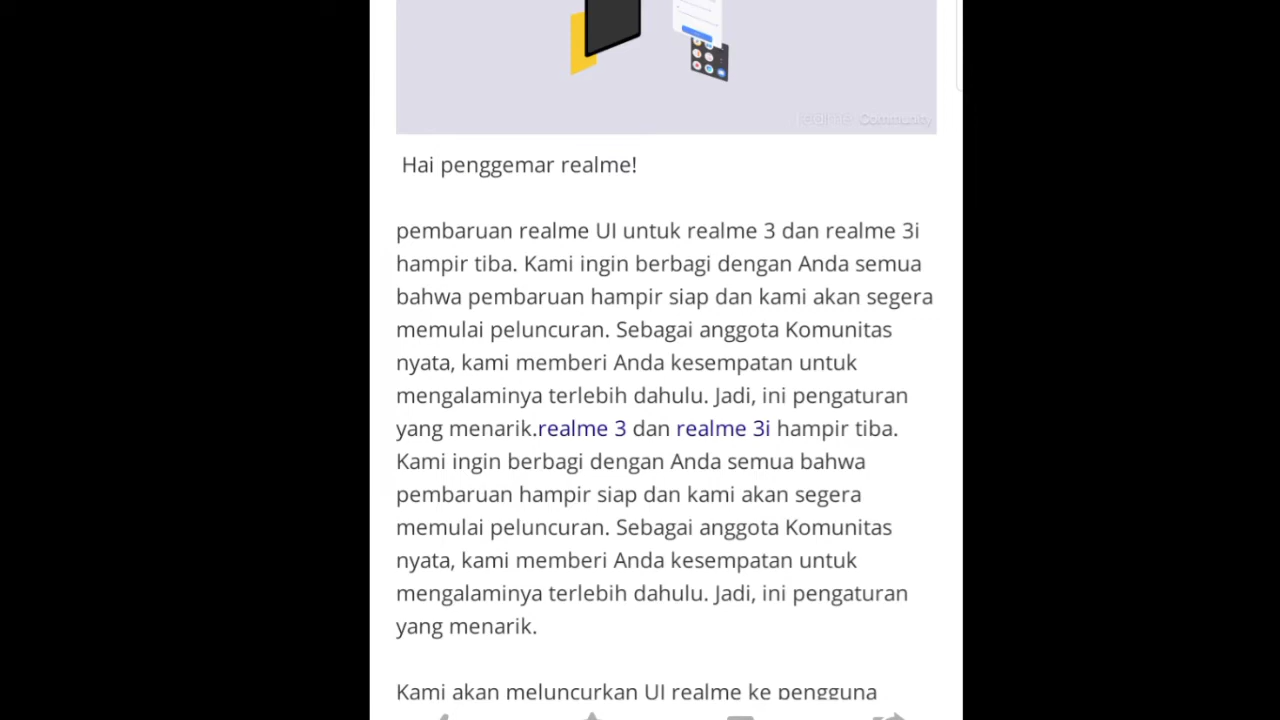 realme Community
Hai penggemar realme!
pembaruan realme UI untuk realme 3 dan realme 3i
hampir tiba. Kami ingin berbagi dengan Anda semua
bahwa pembaruan hampir siap dan kami akan segera
memulai peluncuran. Sebagai anggota Komunitas
nyata, kami memberi Anda kesempatan untuk
mengalaminya terlebih dahulu. Jadi, ini pengaturan
yang menarik.realme 3 dan realme 3i hampir tiba.
Kami ingin berbagi dengan Anda semua bahwa
pembaruan hampir siap dan kami akan segera
memulai peluncuran. Sebagai anggota Komunitas
nyata, kami memberi Anda kesempatan untuk
mengalaminya terlebih dahulu. Jadi, ini pengaturan
yang menarik.
Kami akan meluncurkan UI realme ke pengguna